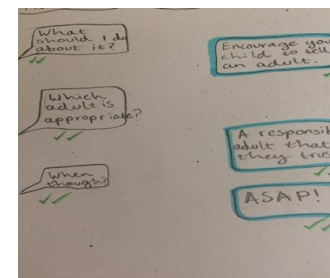 What
should I do
about it?
Encourage you
child to tell
an adult.
Which
adult is
appropriate?
A responsib
adult that
they trus
When
though?
ASAP!